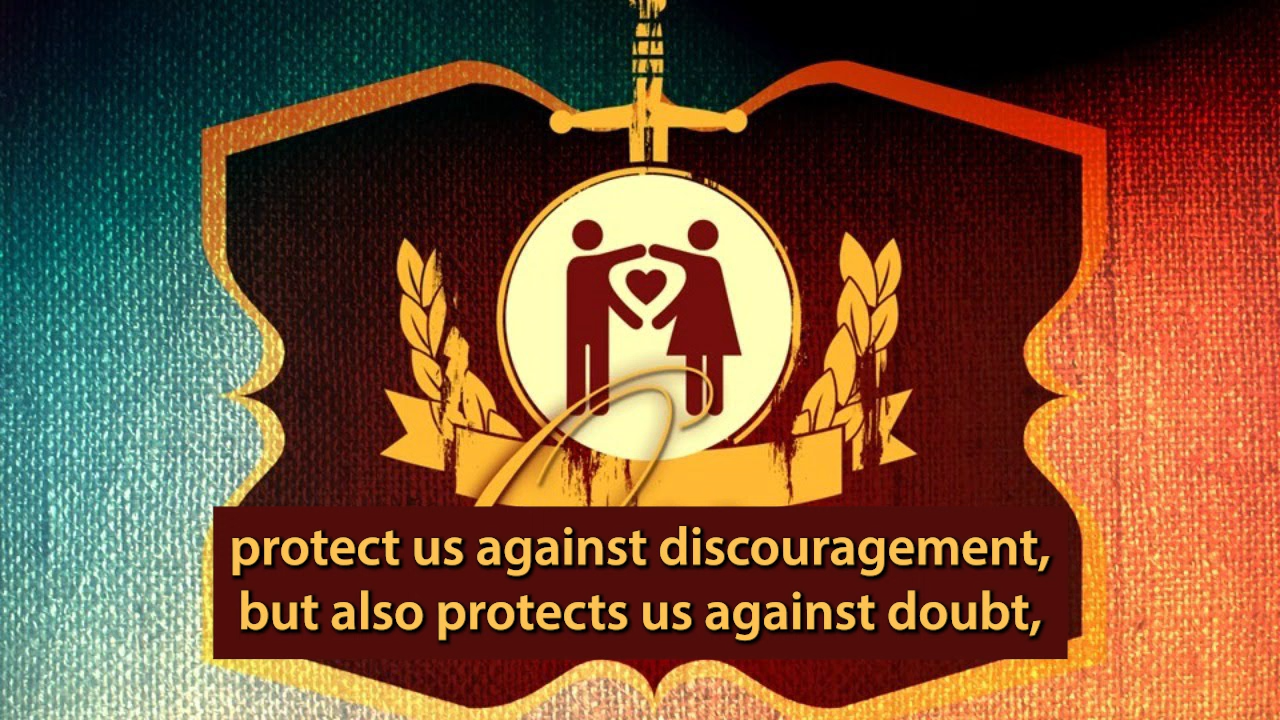 protect us against discouragement,
but also protects us against doubt,